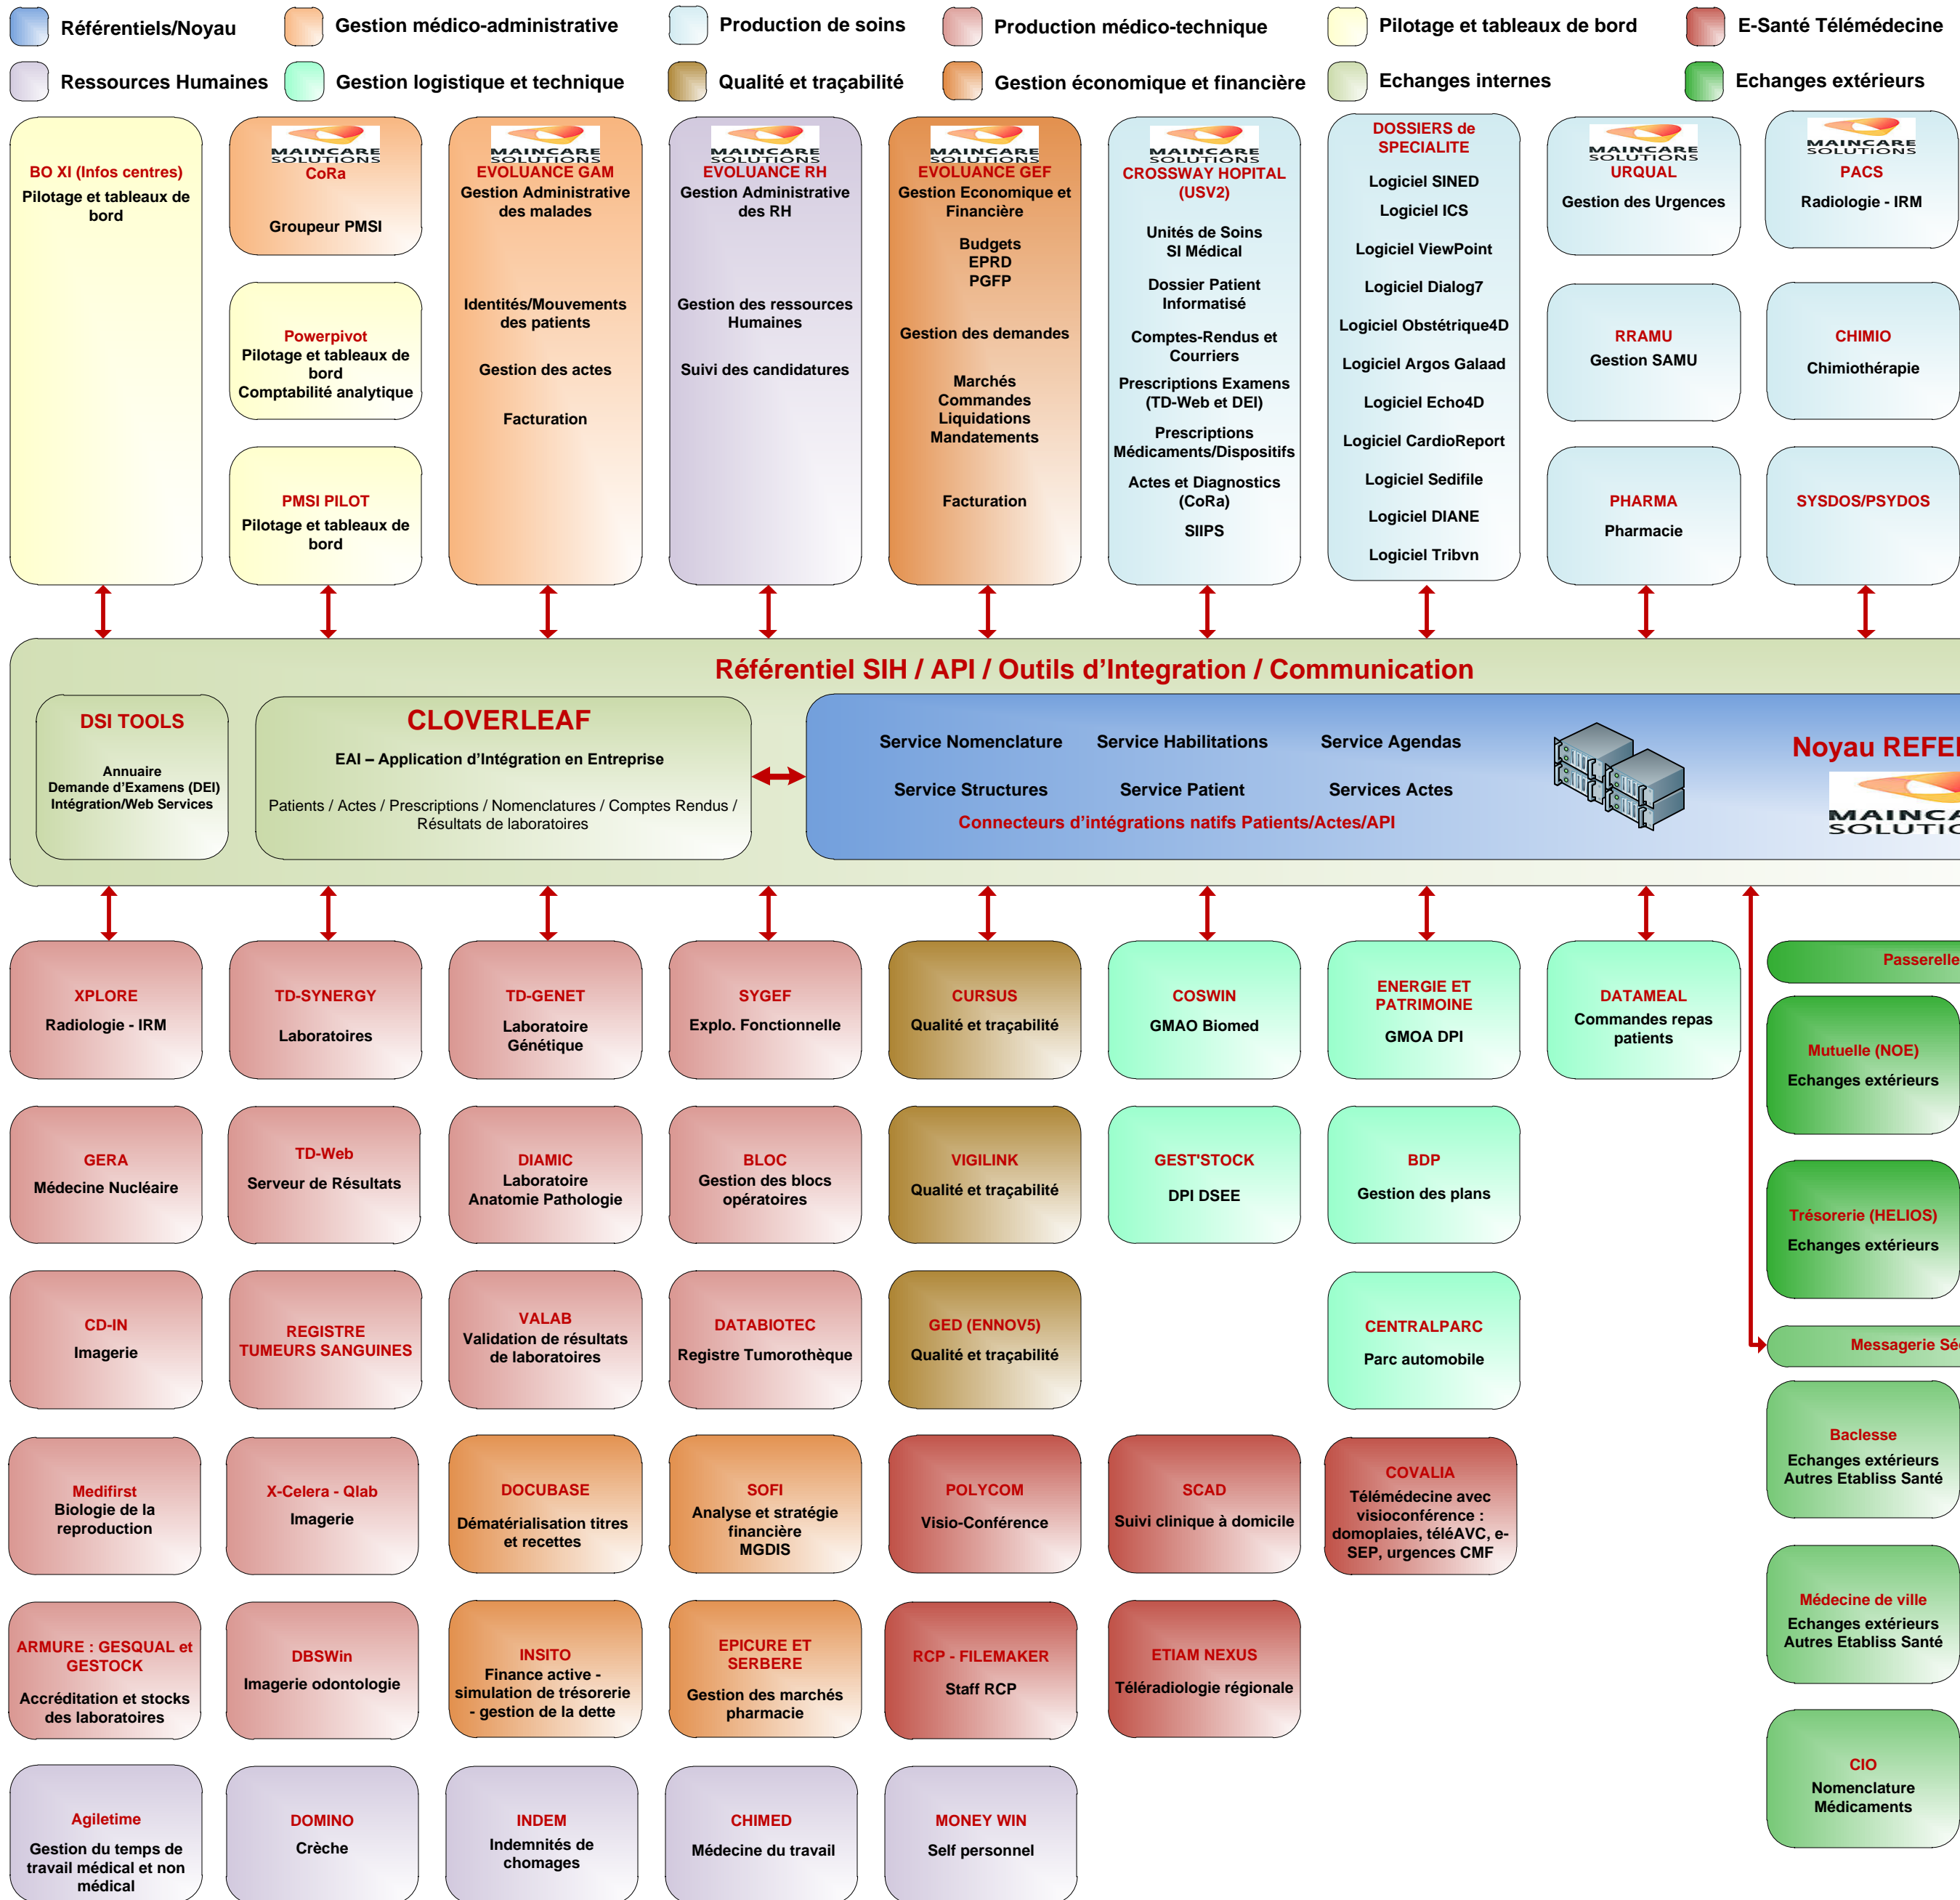 Référentiels/Noyau
Gestion médico-administrative
Production de soins
Production médico-technique
Pilotage et tableaux de bord
E-Santé Télémédecine
Ressources Humaines
Gestion logistique et technique
Qualité et traçabilité
Gestion économique et financière
Echanges internes
Echanges extérieurs
BO XI (Infos centres)
Pilotage et tableaux de
bord
MAINCARE
SOLUTIONS
CoRa
Groupeur PMSI
Powerpivot
Pilotage et tableaux de
bord
Comptabilité analytique
PMSI PILOT
Pilotage et tableaux de
bord
MAINCARE
SOLUTIONS
EVOLUANCE GAM
Gestion Administrative
des malades
Identités/Mouvements
des patients
Gestion des actes
Facturation
MAINCARE
SOLUTIONS
EVOLUANCE RH
Gestion Administrative
des RH
Gestion des ressources
Humaines
Suivi des candidatures
MAINCARE
SOLUTIONS
EVOLUANCE GEF
Gestion Economique et
Financière
Budgets
EPRD
PGFP
Gestion des demandes
Marchés
Commandes
Liquidations
Mandatements
Facturation
MAINCARE
SOLUTIONS
CROSSWAY HOPITAL
(USV2)
Unités de Soins
SI Médical
Dossier Patient
Informatisé
Comptes-Rendus et
Courriers
Prescriptions Examens
(TD-Web et DEI)
Prescriptions
Médicaments/Dispositifs
Actes et Diagnostics
(CoRa)
SIIPS
DOSSIERS de
SPECIALITE
Logiciel SINED
Logiciel ICS
Logiciel ViewPoint
Logiciel Dialog7
Logiciel Obstétrique4D
Logiciel Argos Galaad
Logiciel Echo4D
Logiciel CardioReport
Logiciel Sedifile
Logiciel DIANE
Logiciel Tribvn
MAINCARE
SOLUTIONS
URQUAL
Gestion des Urgences
RRAMU
Gestion SAMU
PHARMA
Pharmacie
MAINCARE
SOLUTIONS
PACS
Radiologie - IRM
CHIMIO
Chimiothérapie
SYSDOS/PSYDOS
Référentiel SIH / API / Outils d’Integration / Communication
DSI TOOLS
Annuaire
Demande d’Examens (DEI)
Intégration/Web Services
CLOVERLEAF
EAI – Application d’Intégration en Entreprise
Patients / Actes / Prescriptions / Nomenclatures / Comptes Rendus /
Résultats de laboratoires
Service Nomenclature
Service Habilitations
Service Agendas
Service Structures
Service Patient
Services Actes
Connecteurs d’intégrations natifs Patients/Actes/API
Noyau
XPLORE
Radiologie - IRM
TD-SYNERGY
Laboratoires
TD-GENET
Laboratoire
Génétique
SYGEF
Explo. Fonctionnelle
CURSUS
Qualité et traçabilité
COSWIN
GMAO Biomed
ENERGIE ET
PATRIMOINE
GMOA DPI
DATAMEAL
Commandes repas
patients
Passerelle
Mutuelle (NOE)
Echanges extérieurs
GERA
Médecine Nucléaire
TD-Web
Serveur de Résultats
DIAMIC
Laboratoire
Anatomie Pathologie
BLOC
Gestion des blocs
opératoires
VIGILINK
Qualité et traçabilité
GEST'STOCK
DPI DSEE
BDP
Gestion des plans
Trésorerie (HELIOS)
Echanges extérieurs
CD-IN
Imagerie
REGISTRE
TUMEURS SANGUINES
VALAB
Validation de résultats
de laboratoires
DATABIOTEC
Registre Tumorothèque
GED (ENNOV5)
Qualité et traçabilité
CENTRALPARC
Parc automobile
Messagerie
Medifirst
Biologie de la
reproduction
X-Celera - Qlab
Imagerie
DOCUBASE
Dématérialisation titres
et recettes
SOFI
Analyse et stratégie
financière
MGDIS
POLYCOM
Visio-Conférence
SCAD
Suivi clinique à domicile
COVALIA
Télémédecine avec
visioconférence :
domoplaies, téléAVC, e-
SEP, urgences CMF
Baclesse
Echanges extérieurs
Autres Etabliss Santé
ARMURE : GESQUAL et
GESTOCK
Accréditation et stocks
des laboratoires
DBSWin
Imagerie odontologie
INSITO
Finance active -
simulation de trésorerie
- gestion de la dette
EPICURE ET
SERBERE
Gestion des marchés
pharmacie
RCP - FILEMAKER
Staff RCP
ETIAM NEXUS
Téléradiologie régionale
Médecine de ville
Echanges extérieurs
Autres Etabliss Santé
Agiletime
Gestion du temps de
travail médical et non
médical
DOMINO
Crèche
INDEM
Indemnités de
chomages
CHIMED
Médecine du travail
MONEY WIN
Self personnel
CIO
Nomenclature
Médicaments